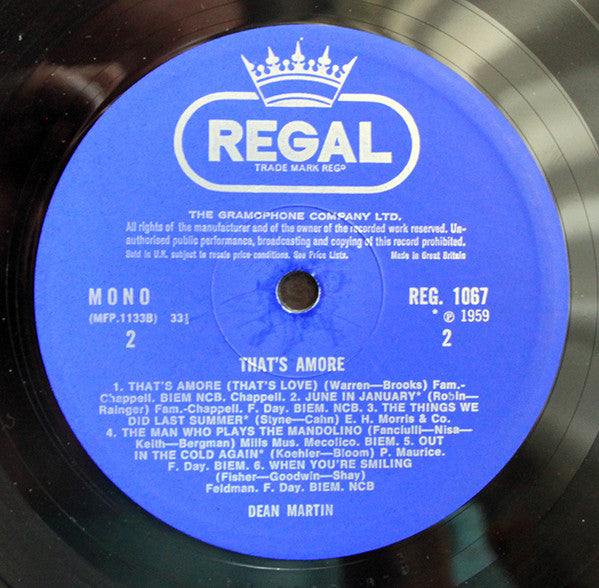 REGAL
TRADE MARK REGD
THE GRAMOPHONE COMPANY LTD.
All rights of the manufacturer and of the owner of the recorded work reserved. Un-
authorised public performance, broadcasting and copying of this record prohibited.
Sold in U.K. subject to resale price conditions. See Price Lists. Made in Great Britain
MONO REG. 1067
(MFP.1133B) 33⅓ * ℗ 1959
2 2
THAT'S AMORE
1. THAT'S AMORE (THAT'S LOVE) (Warren—Brooks) Fam.-
Chappell. BIEM NCB. Chappell. 2. JUNE IN JANUARY* (Robin—
Rainger) Fam.-Chappell. F. Day. BIEM. NCB. 3. THE THINGS WE
DID LAST SUMMER* (Styne—Cahn) E. H. Morris & Co.
4. THE MAN WHO PLAYS THE MANDOLINO (Fanciulli—Nisa—
Keith—Bergman) Mills Mus. Mecolico. BIEM. 5. OUT
IN THE COLD AGAIN* (Koehler—Bloom) P. Maurice.
F. Day. BIEM. 6. WHEN YOU'RE SMILING
(Fisher—Goodwin—Shay)
Feldman. F. Day. BIEM. NCB
DEAN MARTIN